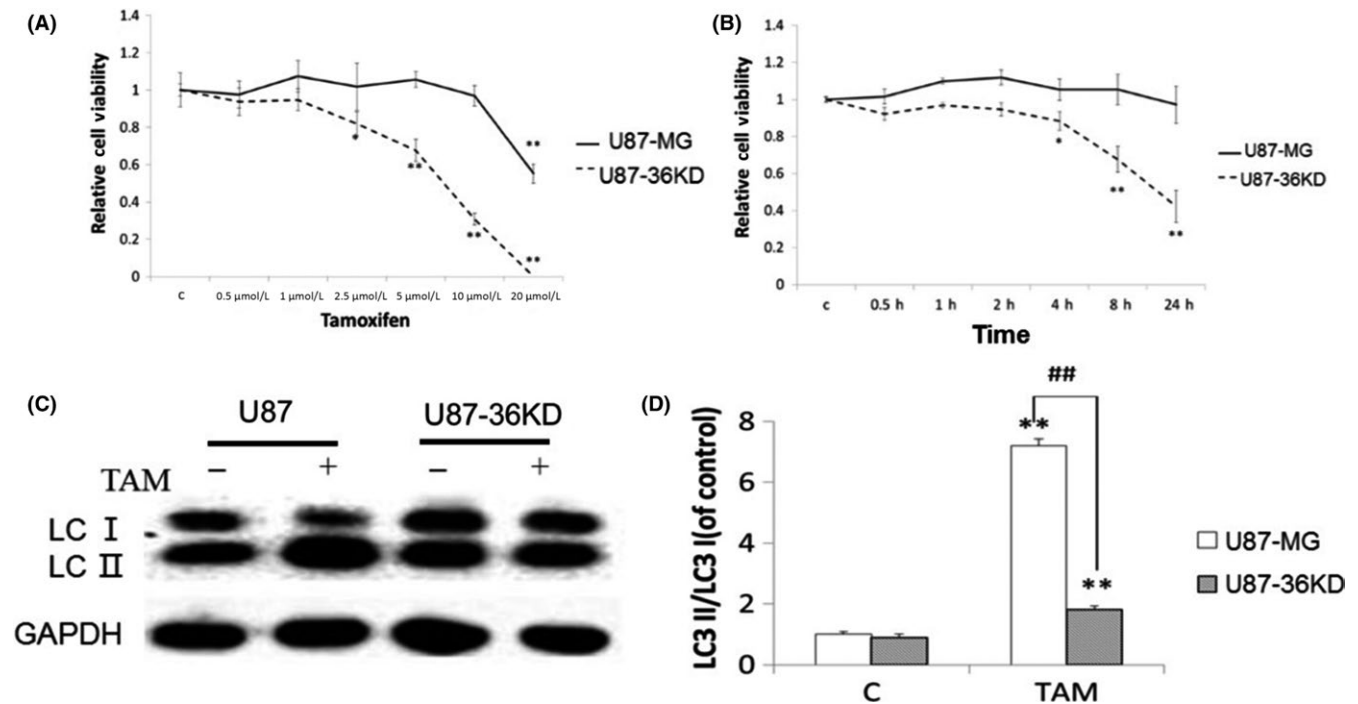 (A)
1.4
1.2
1
0.8
0.6
0.4
0.2
0
Relative cell viability
**
*
**
**
**
U87-MG
U87-36KD
C 0.5 µmol/L 1 µmol/L 2.5 µmol/L 5 µmol/L 10 µmol/L 20 µmol/L
Tamoxifen
(B)
1.4
1.2
1
0.8
0.6
0.4
0.2
0
Relative cell viability
*
**
**
U87-MG
U87-36KD
c 0.5 h 1 h 2 h 4 h 8 h 24 h
Time
(C)
U87 U87-36KD
TAM − + − +
LC I
LC II
GAPDH
(D)
8
6
4
2
0
LC3 II/LC3 I(of control)
##
**
**
U87-MG
U87-36KD
C TAM